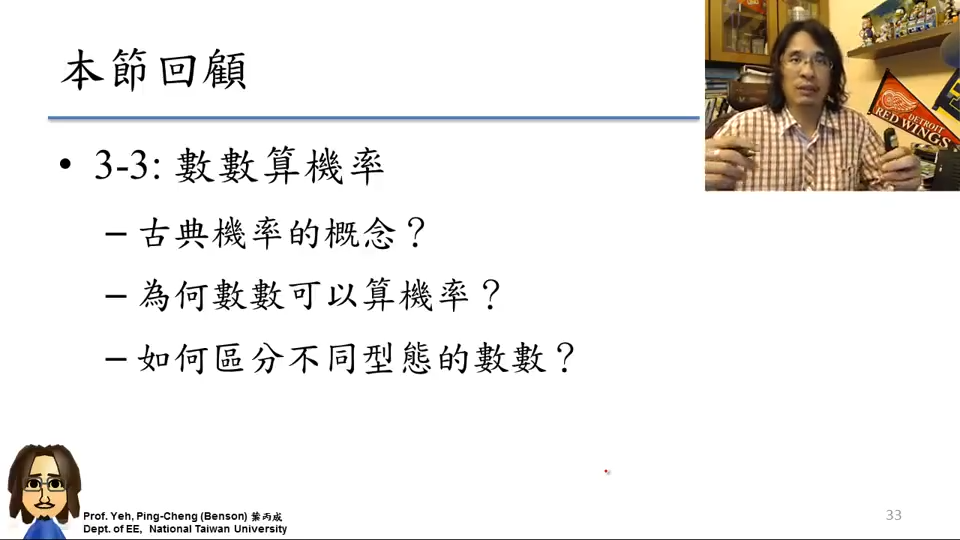 本節回顧
• 3-3: 數數算機率
– 古典機率的概念？
– 為何數數可以算機率？
– 如何區分不同型態的數數？
DETROIT
RED WINGS
Prof. Yeh, Ping-Cheng (Benson) 葉丙成
Dept. of EE, National Taiwan University
33